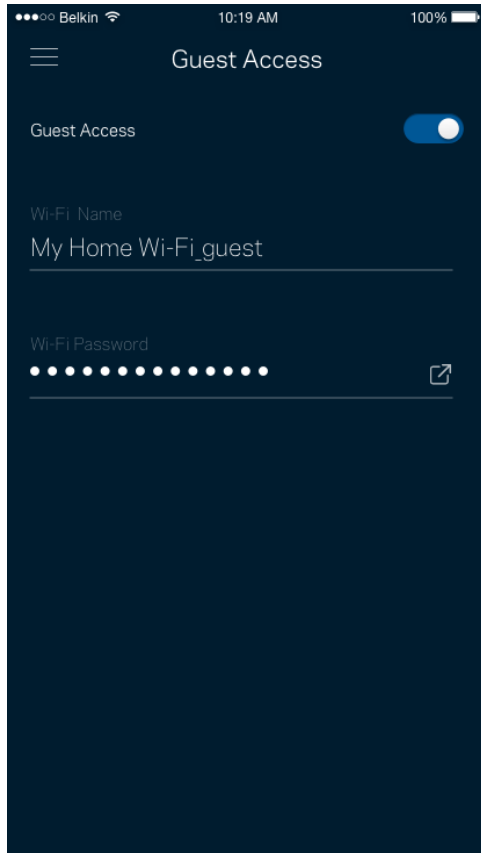 ●●●○○ Belkin 10:19 AM 100%
Guest Access
Guest Access
Wi-Fi Name
My Home Wi-Fi_guest
Wi-Fi Password
●●●●●●●●●●●●●●